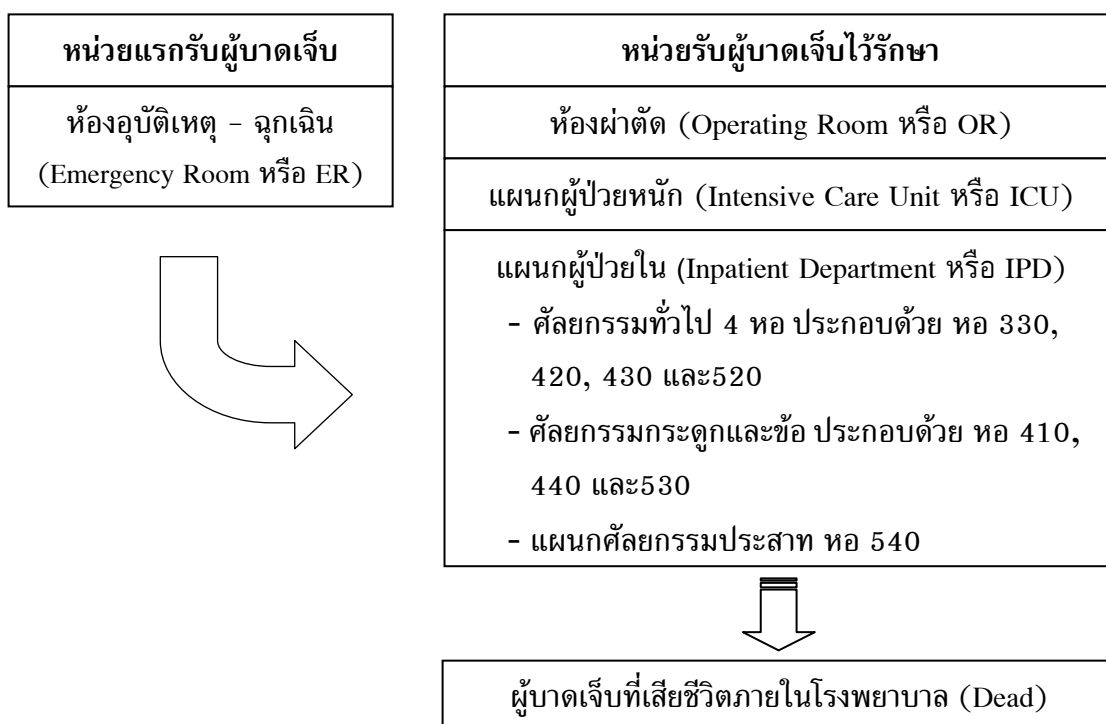 หน่วยแรกรับผู้บาดเจ็บ
ห้องอุบัติเหตุ - ฉุกเฉิน
(Emergency Room หรือ ER)
หน่วยรับผู้บาดเจ็บไว้รักษา
ห้องผ่าตัด (Operating Room หรือ OR)
แผนกผู้ป่วยหนัก (Intensive Care Unit หรือ ICU)
แผนกผู้ป่วยใน (Inpatient Department หรือ IPD)
- ศัลยกรรมทั่วไป 4 หอ ประกอบด้วย หอ 330,
420, 430 และ520
- ศัลยกรรมกระดูกและข้อ ประกอบด้วย หอ 410,
440 และ530
- แผนกศัลยกรรมประสาท หอ 540
ผู้บาดเจ็บที่เสียชีวิตภายในโรงพยาบาล (Dead)